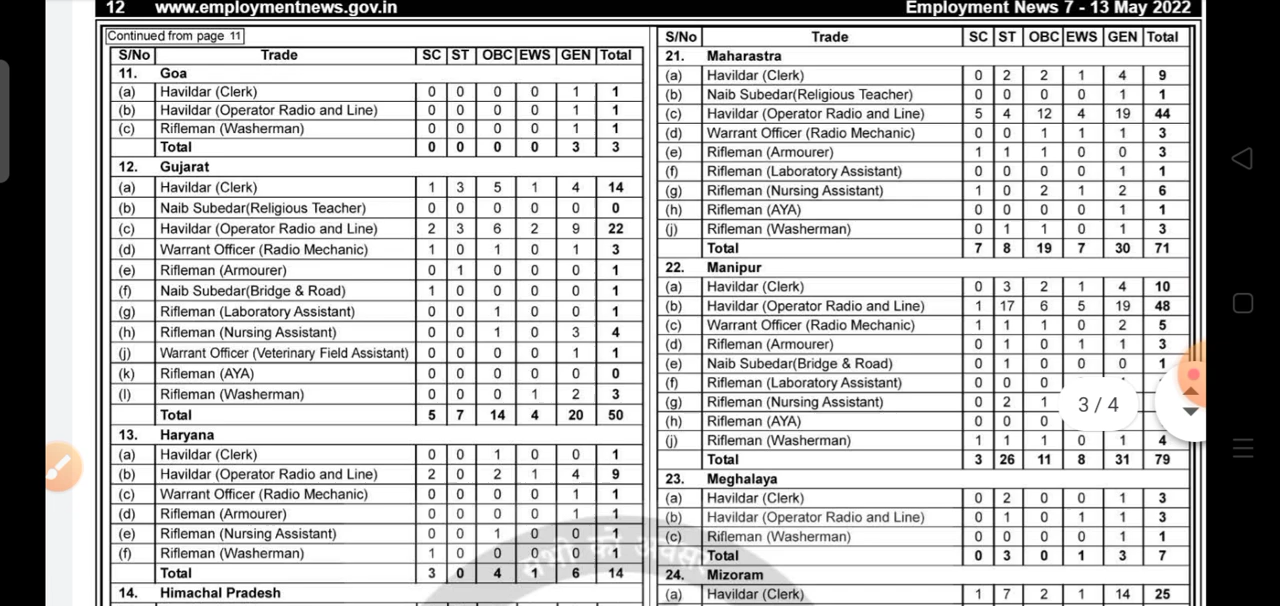 12 www.employmentnews.gov.in Employment News 7 - 13 May 2022
Continued from page 11
S/No Trade SC ST OBC EWS GEN Total
11. Goa
(a) Havildar (Clerk) 0 0 0 0 1 1
(b) Havildar (Operator Radio and Line) 0 0 0 0 1 1
(c) Rifleman (Washerman) 0 0 0 0 1 1
Total 0 0 0 0 3 3
12. Gujarat
(a) Havildar (Clerk) 1 3 5 1 4 14
(b) Naib Subedar(Religious Teacher) 0 0 0 0 0 0
(c) Havildar (Operator Radio and Line) 2 3 6 2 9 22
(d) Warrant Officer (Radio Mechanic) 1 0 1 0 1 3
(e) Rifleman (Armourer) 0 1 0 0 0 1
(f) Naib Subedar(Bridge & Road) 1 0 0 0 0 1
(g) Rifleman (Laboratory Assistant) 0 0 1 0 0 1
(h) Rifleman (Nursing Assistant) 0 0 1 0 3 4
(j) Warrant Officer (Veterinary Field Assistant) 0 0 0 0 1 1
(k) Rifleman (AYA) 0 0 0 0 0 0
(l) Rifleman (Washerman) 0 0 0 1 2 3
Total 5 7 14 4 20 50
13. Haryana
(a) Havildar (Clerk) 0 0 1 0 0 1
(b) Havildar (Operator Radio and Line) 2 0 2 1 4 9
(c) Warrant Officer (Radio Mechanic) 0 0 0 0 1 1
(d) Rifleman (Armourer) 0 0 0 0 1 1
(e) Rifleman (Nursing Assistant) 0 0 1 0 0 1
(f) Rifleman (Washerman) 1 0 0 0 0 1
Total 3 0 4 1 6 14
14. Himachal Pradesh
S/No Trade SC ST OBC EWS GEN Total
21. Maharastra
(a) Havildar (Clerk) 0 2 2 1 4 9
(b) Naib Subedar(Religious Teacher) 0 0 0 0 1 1
(c) Havildar (Operator Radio and Line) 5 4 12 4 19 44
(d) Warrant Officer (Radio Mechanic) 0 0 1 1 1 3
(e) Rifleman (Armourer) 1 1 1 0 0 3
(f) Rifleman (Laboratory Assistant) 0 0 0 0 1 1
(g) Rifleman (Nursing Assistant) 1 0 2 1 2 6
(h) Rifleman (AYA) 0 0 0 0 1 1
(j) Rifleman (Washerman) 0 1 1 0 1 3
Total 7 8 19 7 30 71
22. Manipur
(a) Havildar (Clerk) 0 3 2 1 4 10
(b) Havildar (Operator Radio and Line) 1 17 6 5 19 48
(c) Warrant Officer (Radio Mechanic) 1 1 1 0 2 5
(d) Rifleman (Armourer) 0 1 0 1 1 3
(e) Naib Subedar(Bridge & Road) 0 1 0 0 0 1
(f) Rifleman (Laboratory Assistant) 0 0 0
(g) Rifleman (Nursing Assistant) 0 2 1
(h) Rifleman (AYA) 0 0 0
3 / 4
(j) Rifleman (Washerman) 1 1 1 0 1 4
Total 3 26 11 8 31 79
23. Meghalaya
(a) Havildar (Clerk) 0 2 0 0 1 3
(b) Havildar (Operator Radio and Line) 0 1 0 1 1 3
(c) Rifleman (Washerman) 0 0 0 0 1 1
Total 0 3 0 1 3 7
24. Mizoram
(a) Havildar (Clerk) 1 7 2 1 14 25